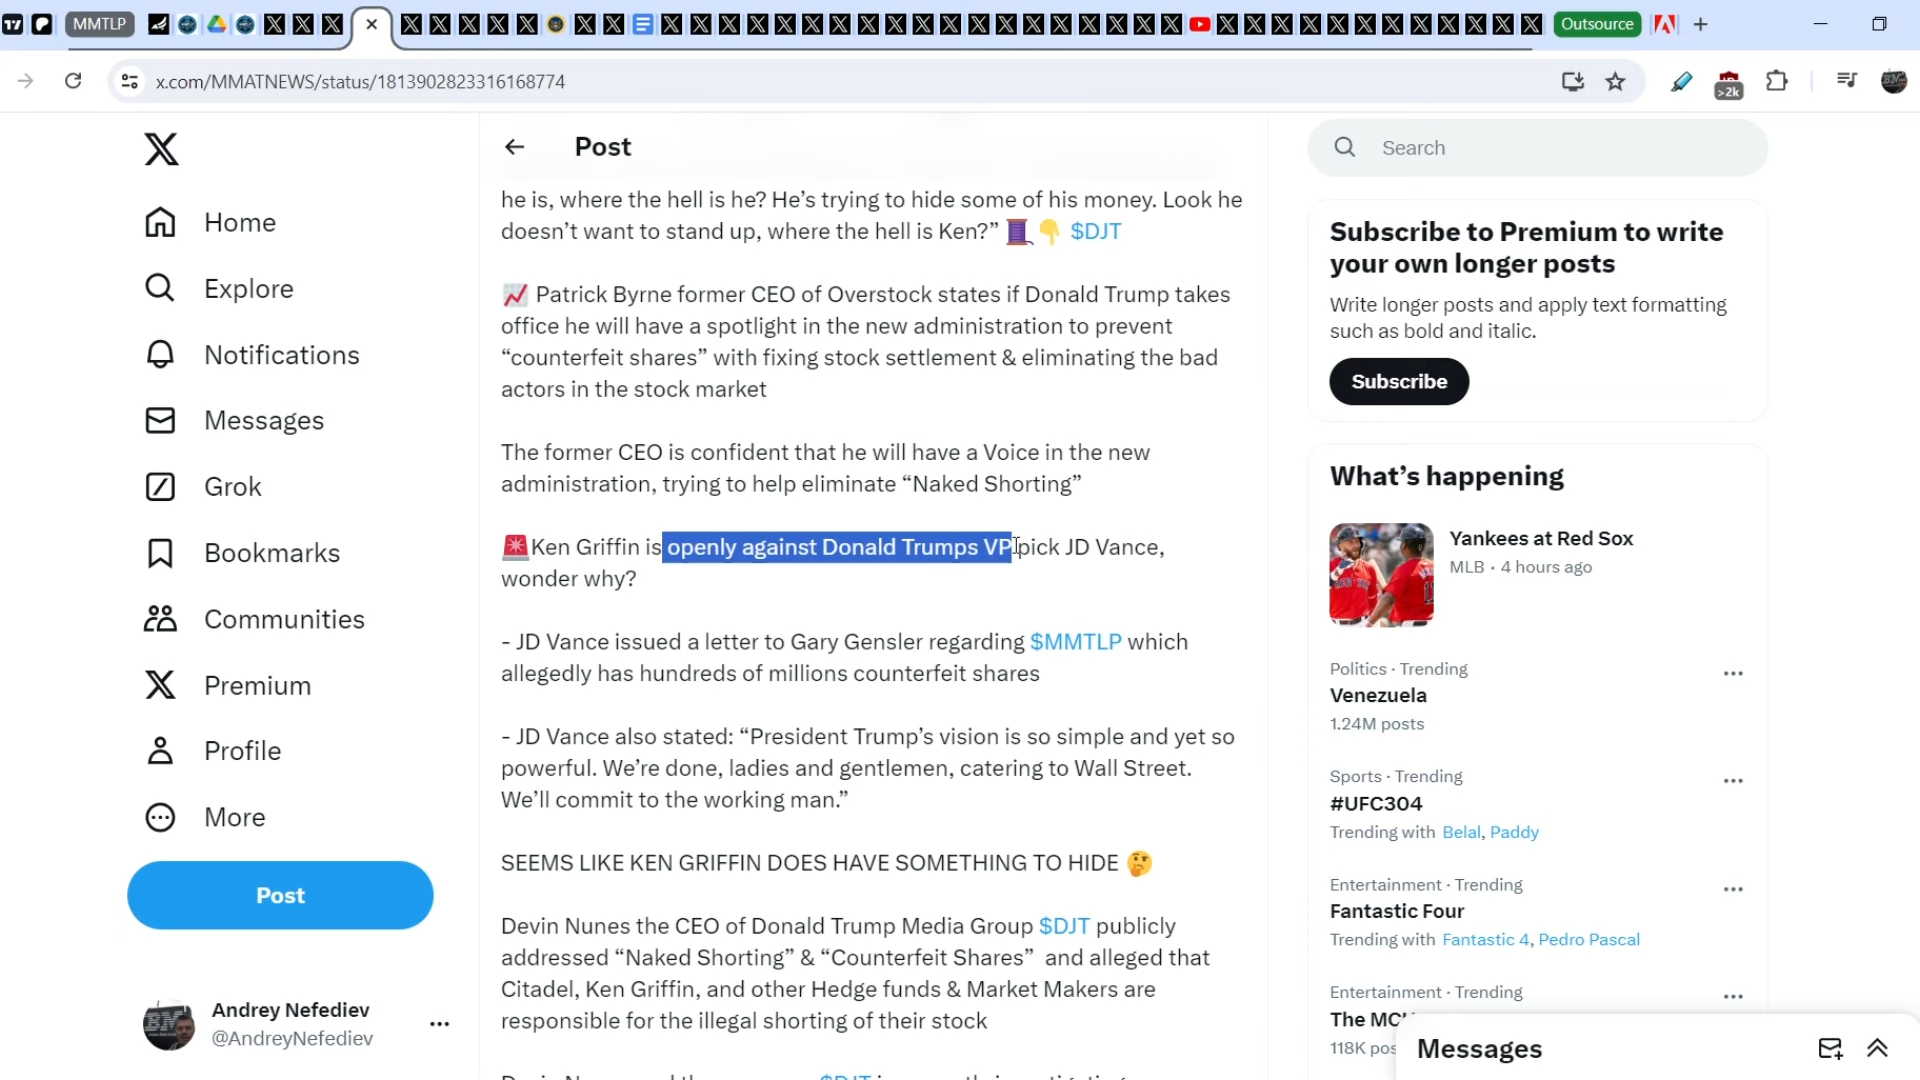 MMTLP
Outsource
x.com/MMATNEWS/status/1813902823316168774
>2k
Home
Explore
Notifications
Messages
Grok
Bookmarks
Communities
Premium
Profile
More
Post
Andrey Nefediev
@AndreyNefediev
Post
he is, where the hell is he? He’s trying to hide some of his money. Look he
doesn’t want to stand up, where the hell is Ken?” 🧵 👇 $DJT
📈 Patrick Byrne former CEO of Overstock states if Donald Trump takes
office he will have a spotlight in the new administration to prevent
“counterfeit shares” with fixing stock settlement & eliminating the bad
actors in the stock market
The former CEO is confident that he will have a Voice in the new
administration, trying to help eliminate “Naked Shorting”
🚨Ken Griffin is openly against Donald Trumps VP pick JD Vance,
wonder why?
- JD Vance issued a letter to Gary Gensler regarding $MMTLP which
allegedly has hundreds of millions counterfeit shares
- JD Vance also stated: “President Trump’s vision is so simple and yet so
powerful. We’re done, ladies and gentlemen, catering to Wall Street.
We’ll commit to the working man.”
SEEMS LIKE KEN GRIFFIN DOES HAVE SOMETHING TO HIDE 🤔
Devin Nunes the CEO of Donald Trump Media Group $DJT publicly
addressed “Naked Shorting” & “Counterfeit Shares” and alleged that
Citadel, Ken Griffin, and other Hedge funds & Market Makers are
responsible for the illegal shorting of their stock
Search
Subscribe to Premium to write
your own longer posts
Write longer posts and apply text formatting
such as bold and italic.
Subscribe
What’s happening
Yankees at Red Sox
MLB · 4 hours ago
Politics · Trending
Venezuela
1.24M posts
Sports · Trending
#UFC304
Trending with Belal, Paddy
Entertainment · Trending
Fantastic Four
Trending with Fantastic 4, Pedro Pascal
Entertainment · Trending
The MC
118K pos
Messages